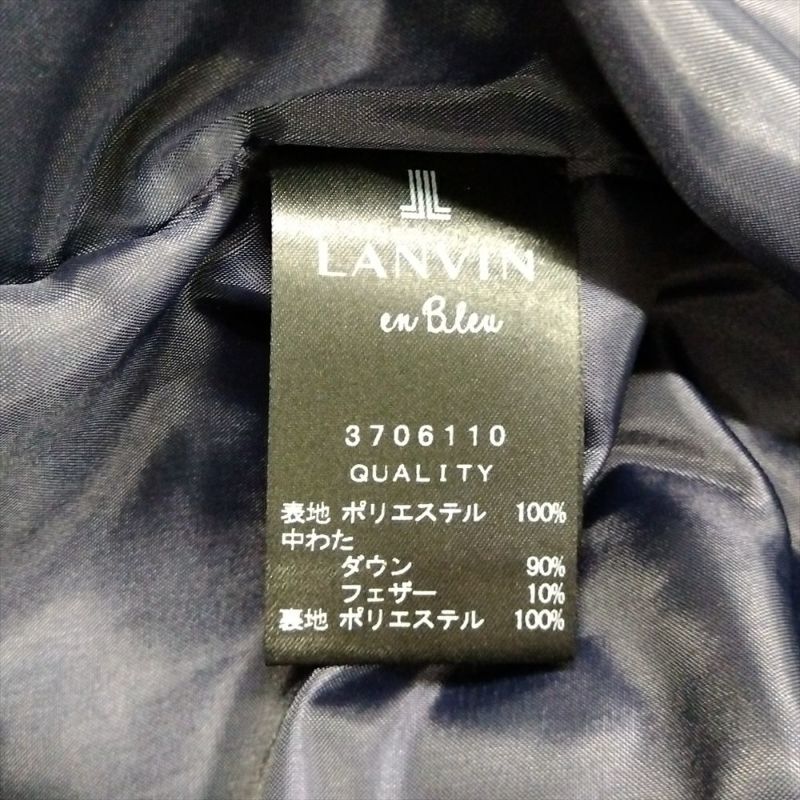 LANVIN
en Bleu
3706110
QUALITY
表地 ポリエステル 100%
中わた
ダウン 90%
フェザー 10%
裏地 ポリエステル 100%